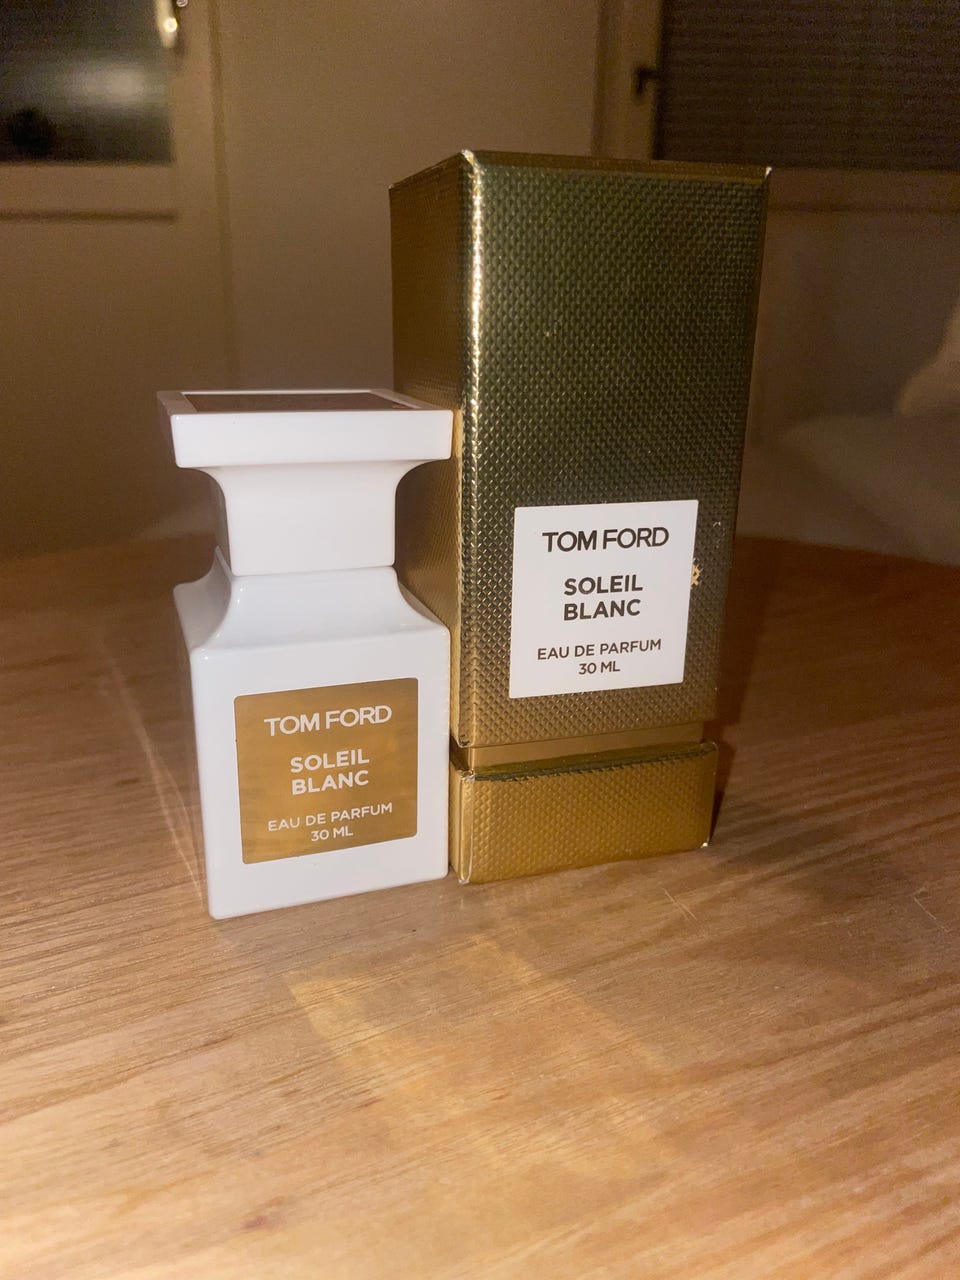 TOM FORD
SOLEIL
BLANC
EAU DE PARFUM
30 ML
TOM FORD
SOLEIL
BLANC
EAU DE PARFUM
30 ML